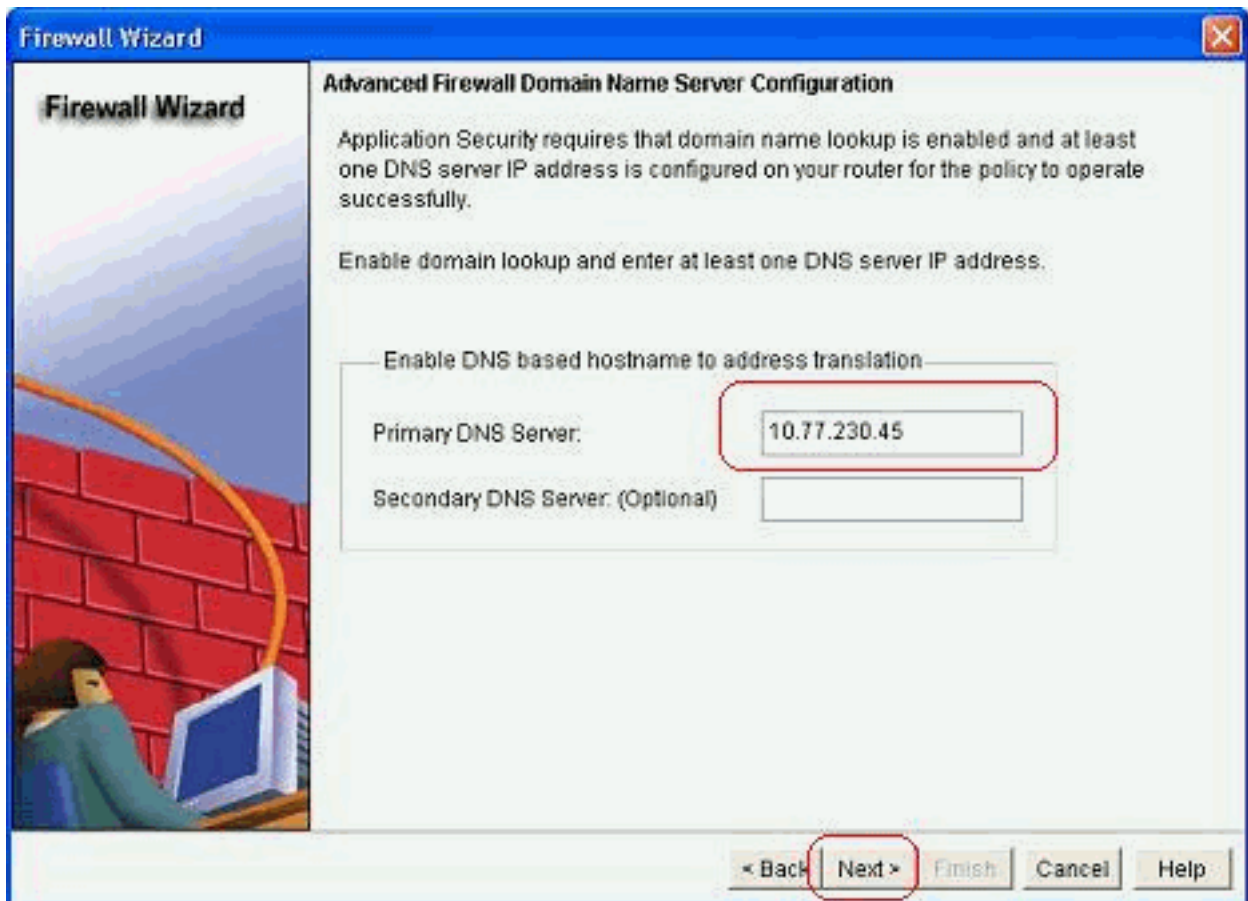 Firewall Wizard
Firewall Wizard
Advanced Firewall Domain Name Server Configuration
Application Security requires that domain name lookup is enabled and at least
one DNS server IP address is configured on your router for the policy to operate
successfully.
Enable domain lookup and enter at least one DNS server IP address.
Enable DNS based hostname to address translation
Primary DNS Server:
10.77.230.45
Secondary DNS Server: (Optional)
< Back Next > Finish Cancel Help